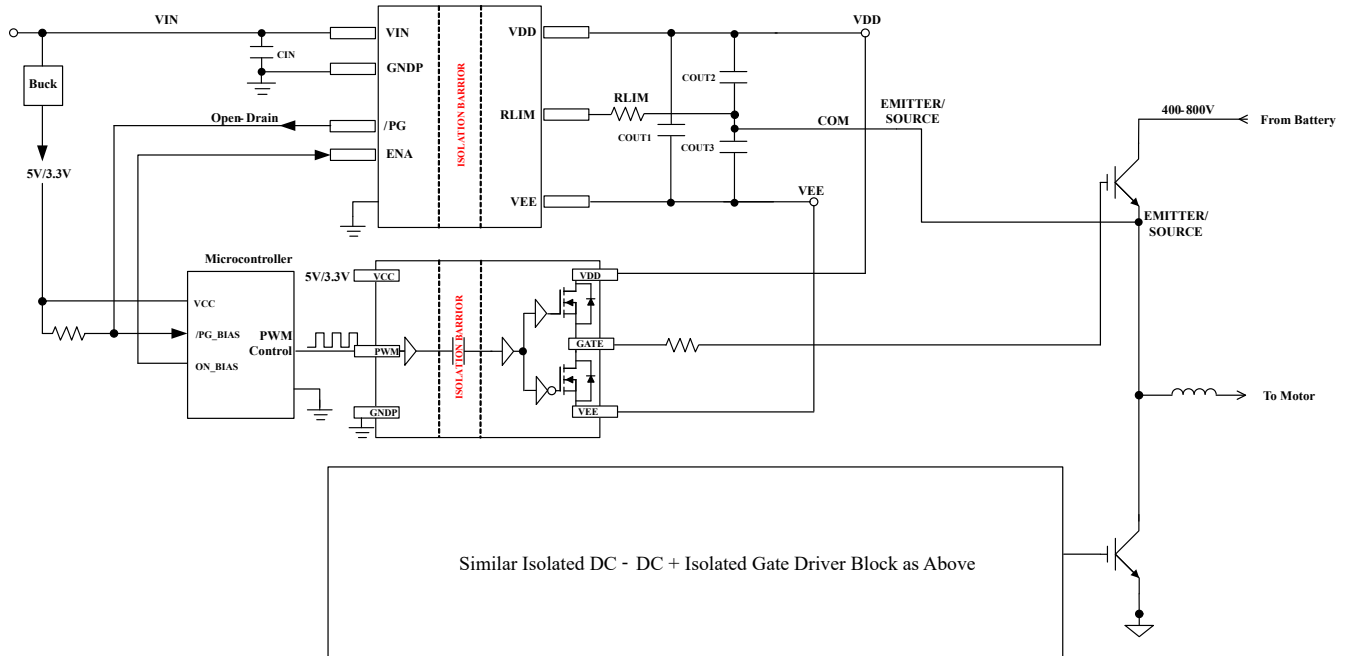 VIN
Buck
5V/3.3V
CIN
Open-Drain
VIN
GNDP
/PG
ENA
ISOLATION BARRIER
VDD
RLIM
VEE
RLIM
COUT1
COUT2
COUT3
VDD
COM
EMITTER/
SOURCE
VEE
400-800V
From Battery
EMITTER/
SOURCE
Microcontroller
VCC
/PG_BIAS
ON_BIAS
PWM
Control
5V/3.3V
VCC
PWM
GNDP
ISOLATION BARRIER
VDD
GATE
VEE
To Motor
Similar Isolated DC - DC + Isolated Gate Driver Block as Above